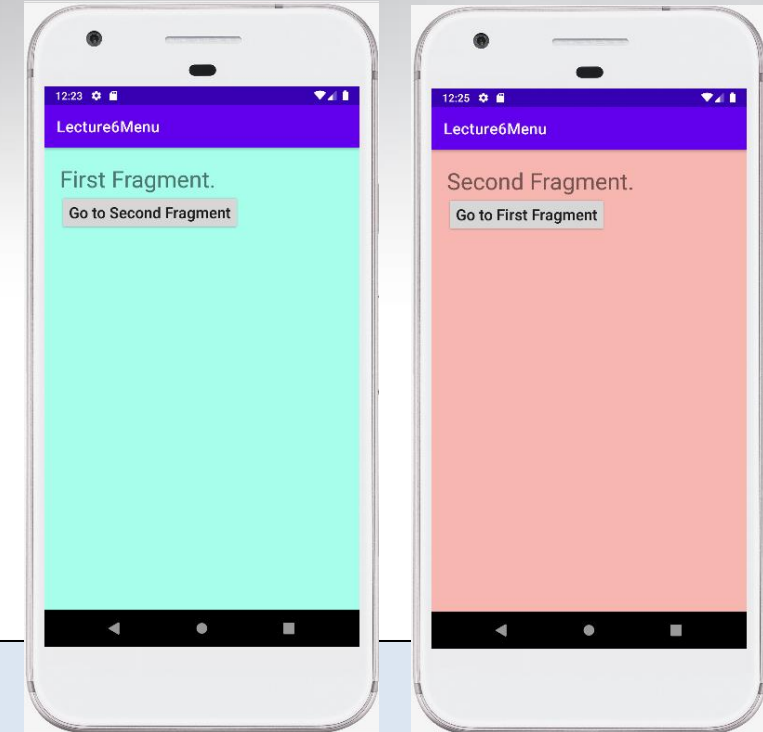 12:23
Lecture6Menu
First Fragment.
Go to Second Fragment
12:25
Lecture6Menu
Second Fragment.
Go to First Fragment